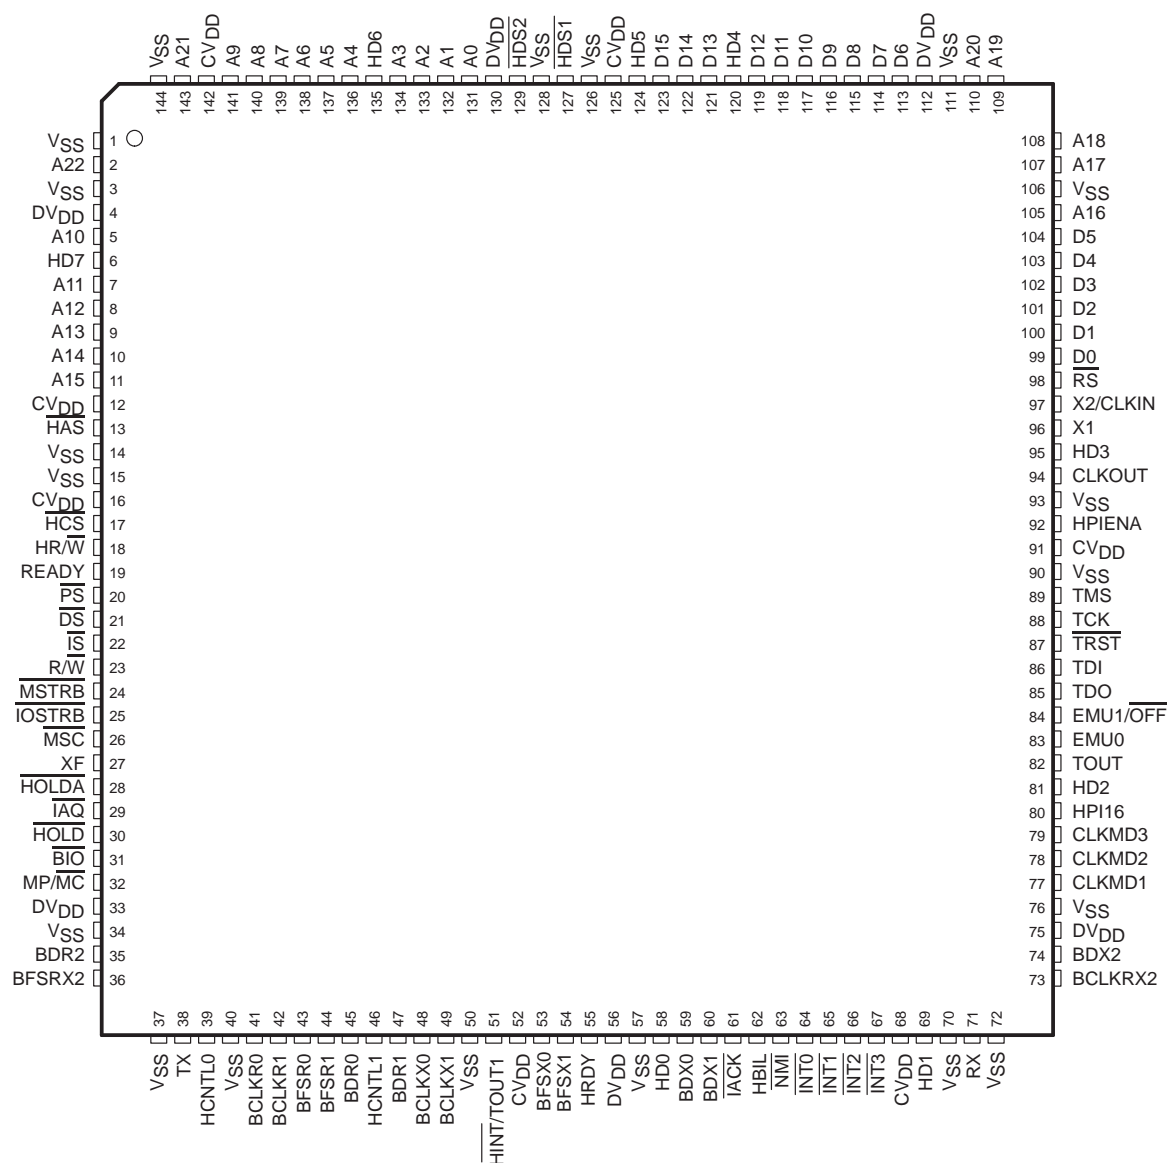 VSS A21 CVDD A9 A8 A7 A6 A5 A4 HD6 A3 A2 A1 A0 DVDD HDS2 VSS HDS1 VSS CVDD HD5 D15 D14 D13 HD4 D12 D11 D10 D9 D8 D7 D6 DVDD VSS A20 A19
144 143 142 141 140 139 138 137 136 135 134 133 132 131 130 129 128 127 126 125 124 123 122 121 120 119 118 117 116 115 114 113 112 111 110 109
VSS 1 108 A18
A22 2 107 A17
VSS 3 106 VSS
DVDD 4 105 A16
A10 5 104 D5
HD7 6 103 D4
A11 7 102 D3
A12 8 101 D2
A13 9 100 D1
A14 10 99 D0
A15 11 98 RS
CVDD 12 97 X2/CLKIN
HAS 13 96 X1
VSS 14 95 HD3
VSS 15 94 CLKOUT
CVDD 16 93 VSS
HCS 17 92 HPIENA
HR/W 18 91 CVDD
READY 19 90 VSS
PS 20 89 TMS
DS 21 88 TCK
IS 22 87 TRST
R/W 23 86 TDI
MSTRB 24 85 TDO
IOSTRB 25 84 EMU1/OFF
MSC 26 83 EMU0
XF 27 82 TOUT
HOLDA 28 81 HD2
IAQ 29 80 HPI16
HOLD 30 79 CLKMD3
BIO 31 78 CLKMD2
MP/MC 32 77 CLKMD1
DVDD 33 76 VSS
VSS 34 75 DVDD
BDR2 35 74 BDX2
BFSRX2 36 73 BCLKRX2
37 38 39 40 41 42 43 44 45 46 47 48 49 50 51 52 53 54 55 56 57 58 59 60 61 62 63 64 65 66 67 68 69 70 71 72
VSS TX HCNTL0 VSS BCLKR0 BCLKR1 BFSR0 BFSR1 BDR0 HCNTL1 BDR1 BCLKX0 BCLKX1 VSS HINT/TOUT1 CVDD BFSX0 BFSX1 HRDY DVDD VSS HD0 BDX0 BDX1 IACK HBIL NMI INT0 INT1 INT2 INT3 CVDD HD1 VSS RX VSS